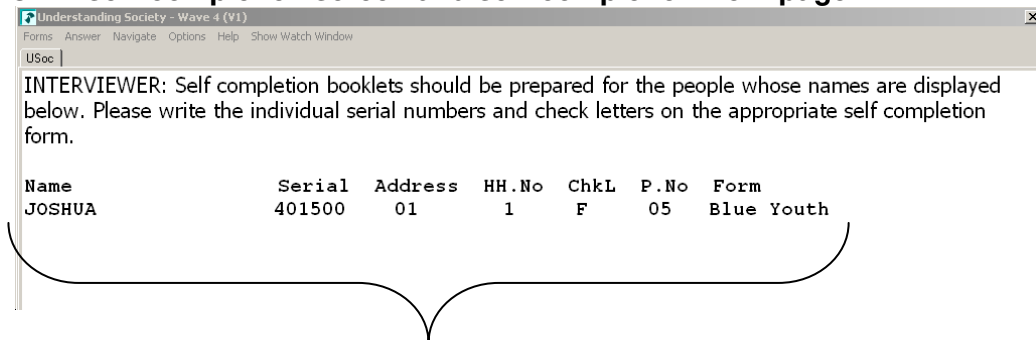 Understanding Society - Wave 4 (V1)
Forms Answer Navigate Options Help Show Watch Window
USoc
INTERVIEWER: Self completion booklets should be prepared for the people whose names are displayed
below. Please write the individual serial numbers and check letters on the appropriate self completion
form.
Name Serial Address HH.No ChkL P.No Form
JOSHUA 401500 01 1 F 05 Blue Youth